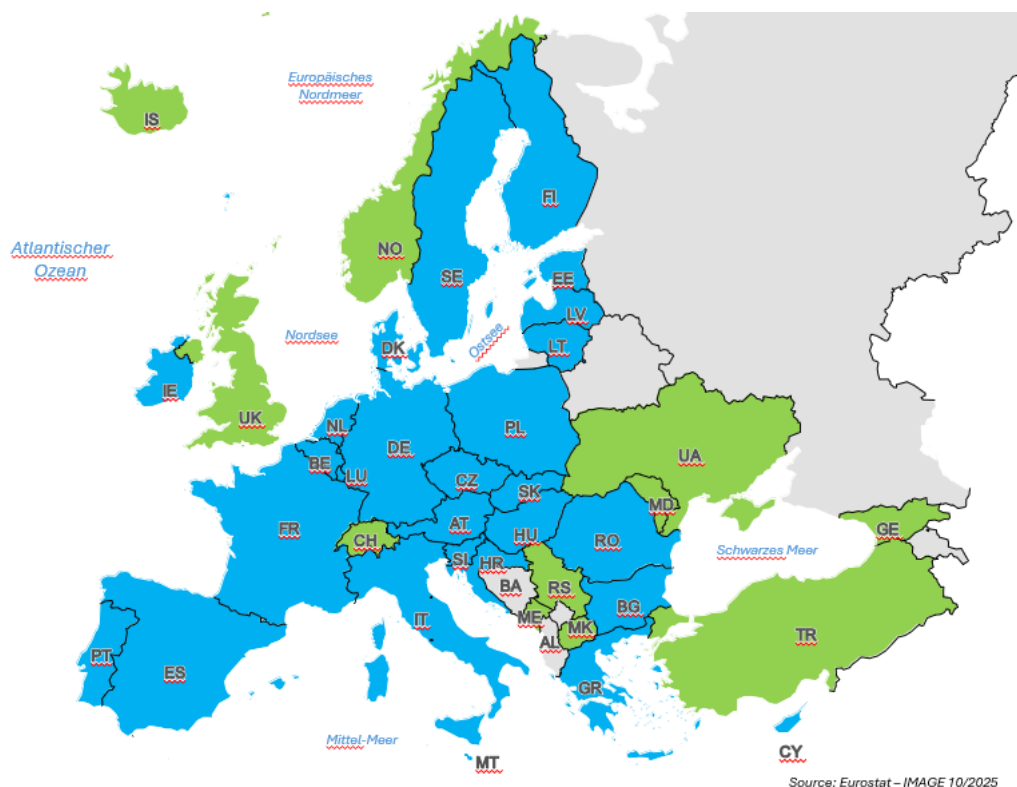 Europäisches
Nordmeer
IS
FI
Atlantischer
Ozean
NO
SE
EE
LV
Nordsee
Ostsee
DK
LT
IE
UK
NL
PL
DE
BE
UA
LU
CZ
SK
MD
FR
AT
HU
RO
GE
CH
Schwarzes Meer
SI
HR
BA
RS
BG
ME
IT
MK
TR
AL
PT
ES
GR
Mittel-Meer
MT
CY
Source: Eurostat – IMAGE 10/2025